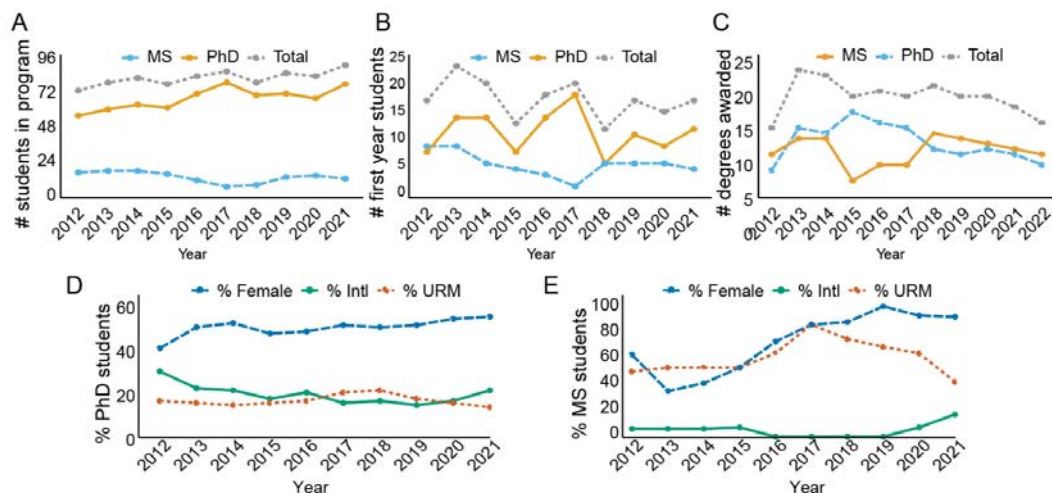 A
MS PhD Total
# students in program
96
72
48
24
0
2012 2013 2014 2015 2016 2017 2018 2019 2020 2021
Year
B
MS PhD Total
# first year students
25
20
15
10
5
0
2012 2013 2014 2015 2016 2017 2018 2019 2020 2021
Year
C
MS PhD Total
# degrees awarded
25
20
15
10
5
0
2012 2013 2014 2015 2016 2017 2018 2019 2020 2021 2022
Year
D
% Female % Intl % URM
% PhD students
60
40
20
0
2012 2013 2014 2015 2016 2017 2018 2019 2020 2021
Year
E
% Female % Intl % URM
% MS students
100
80
60
40
20
0
2012 2013 2014 2015 2016 2017 2018 2019 2020 2021
Year